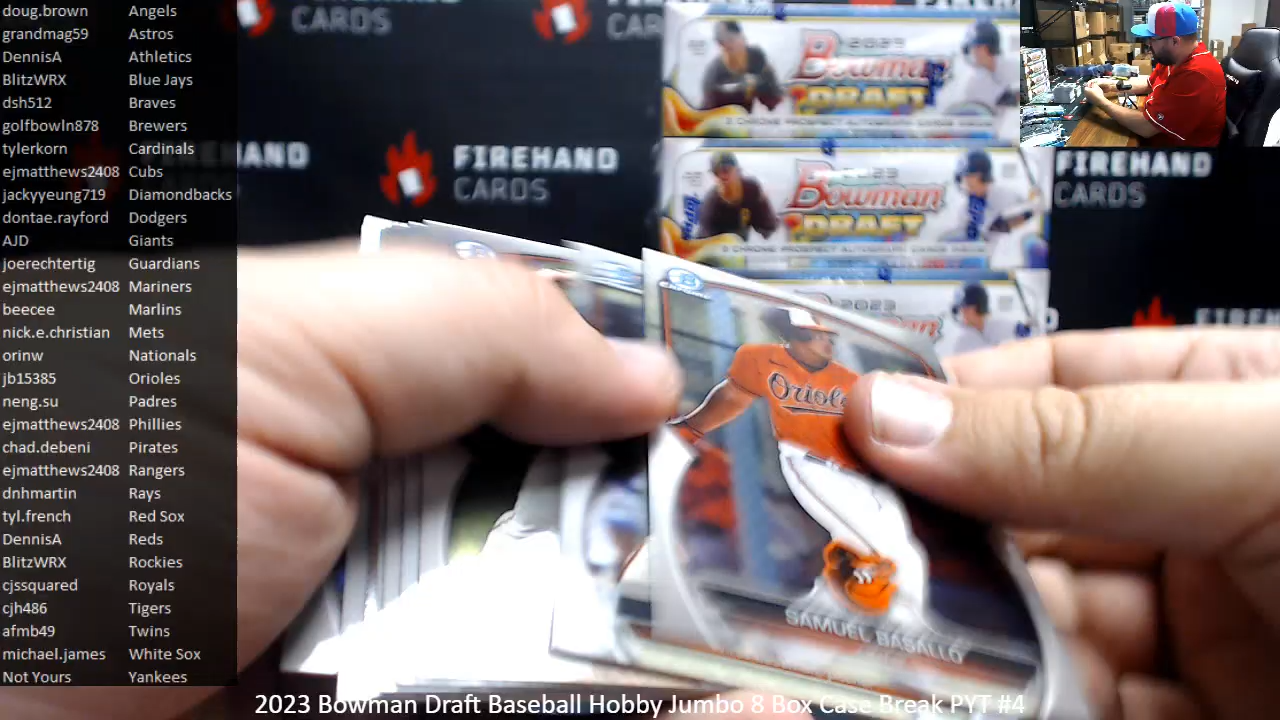 doug.brown Angels
grandmag59 Astros
DennisA Athletics
BlitzWRX Blue Jays
dsh512 Braves
golfbowln878 Brewers
tylerkorn Cardinals
ejmatthews2408 Cubs
jackyyeung719 Diamondbacks
dontae.rayford Dodgers
AJD Giants
joerechtertig Guardians
ejmatthews2408 Mariners
beecee Marlins
nick.e.christian Mets
orinw Nationals
jb15385 Orioles
neng.su Padres
ejmatthews2408 Phillies
chad.debeni Pirates
ejmatthews2408 Rangers
dnhmartin Rays
tyl.french Red Sox
DennisA Reds
BlitzWRX Rockies
cjssquared Royals
cjh486 Tigers
afmb49 Twins
michael.james White Sox
Not Yours Yankees
FIREHAND
CARDS
FIREHAND
CARDS
CARDS
2023
Bowman
DRAFT
2023
Bowman
DRAFT
topps
topps
2023
Orioles
SAMUEL BASALLO
2023 Bowman Draft Baseball Hobby Jumbo 8 Box Case Break PYT #4